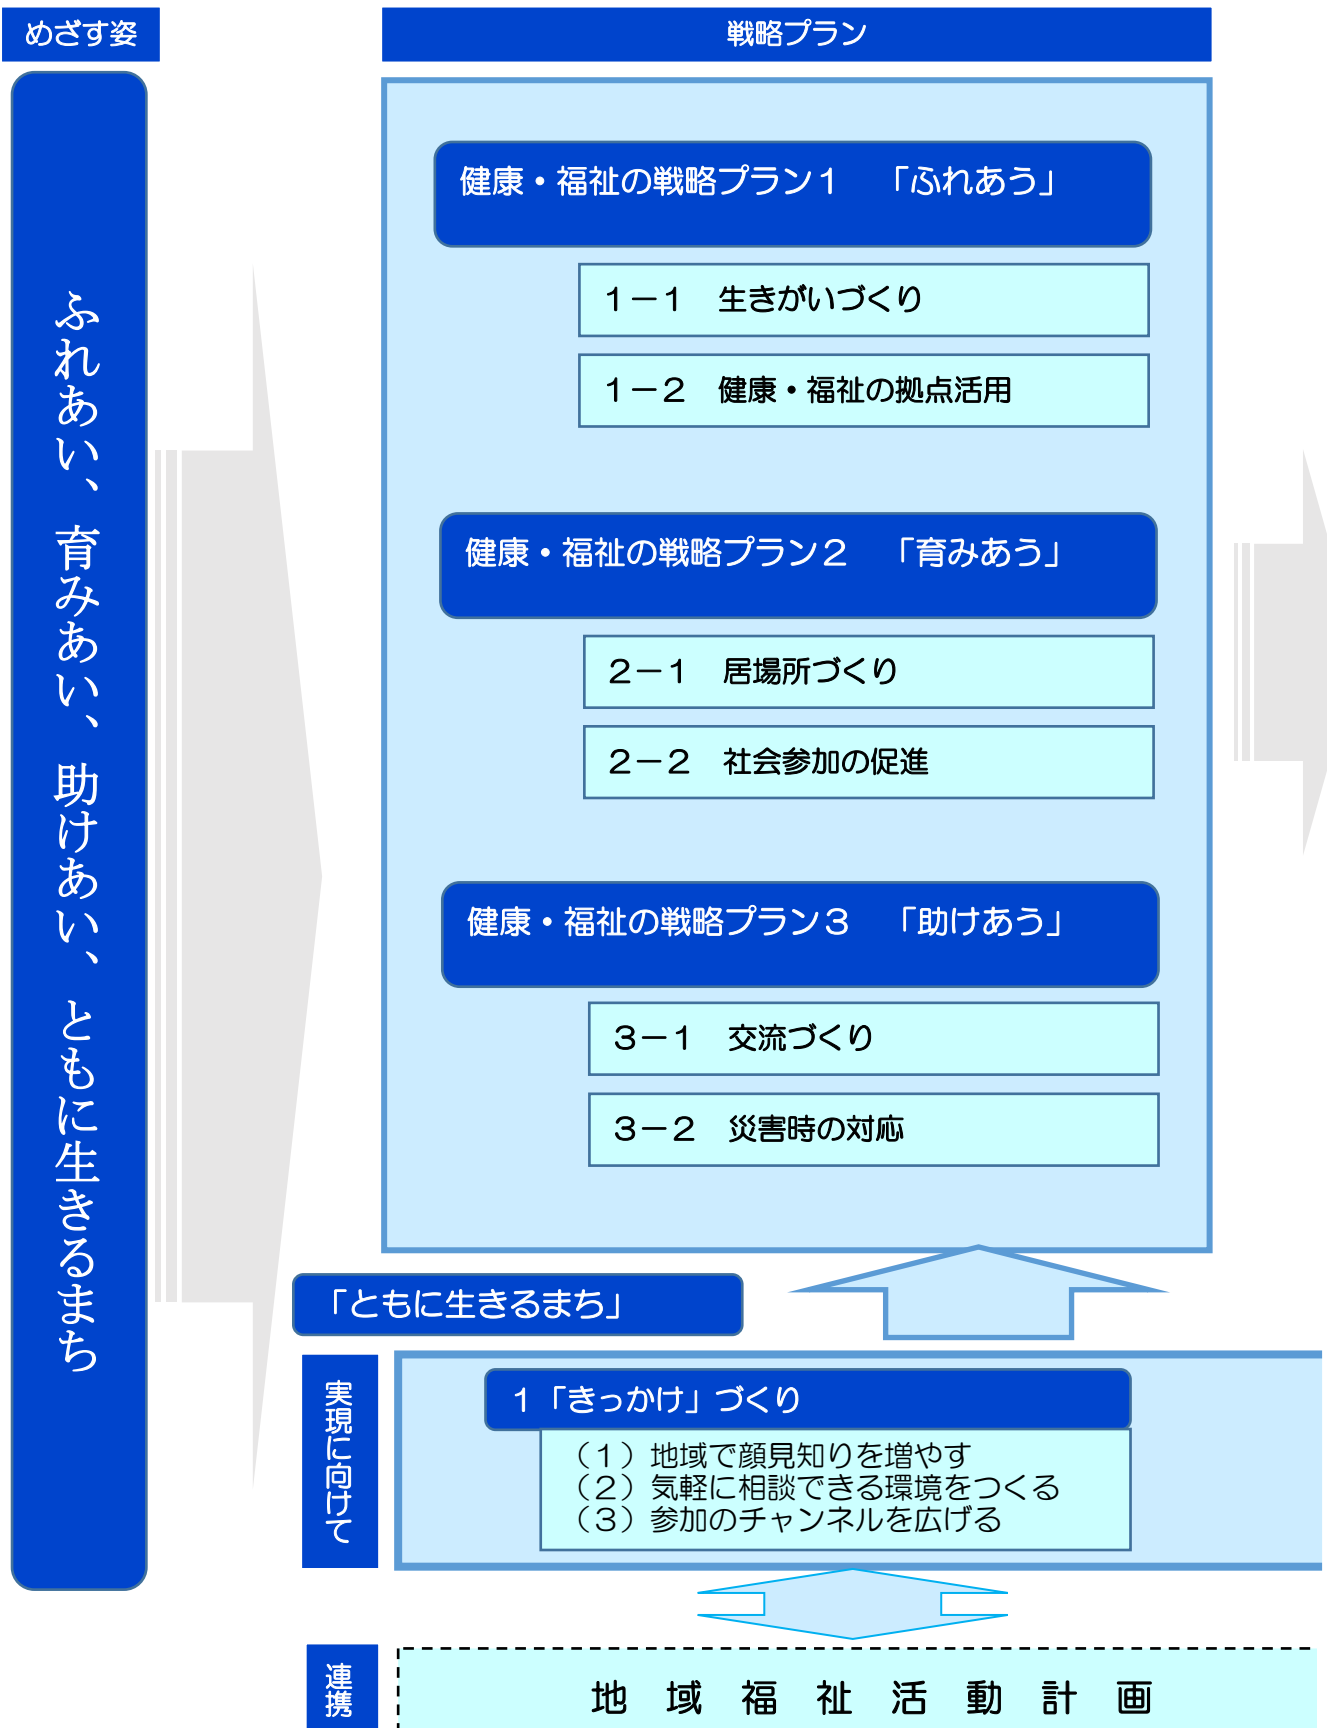 めざす姿
戦略プラン
ふれあい、育みあい、助けあい、ともに生きるまち
健康・福祉の戦略プラン１　「ふれあう」
１－１　生きがいづくり
１－２　健康・福祉の拠点活用
健康・福祉の戦略プラン２　「育みあう」
２－１　居場所づくり
２－２　社会参加の促進
健康・福祉の戦略プラン３　「助けあう」
３－１　交流づくり
３－２　災害時の対応
「ともに生きるまち」
実現に向けて
１「きっかけ」づくり
（１）地域で顔見知りを増やす
（２）気軽に相談できる環境をつくる
（３）参加のチャンネルを広げる
連携
地　域　福　祉　活　動　計　画